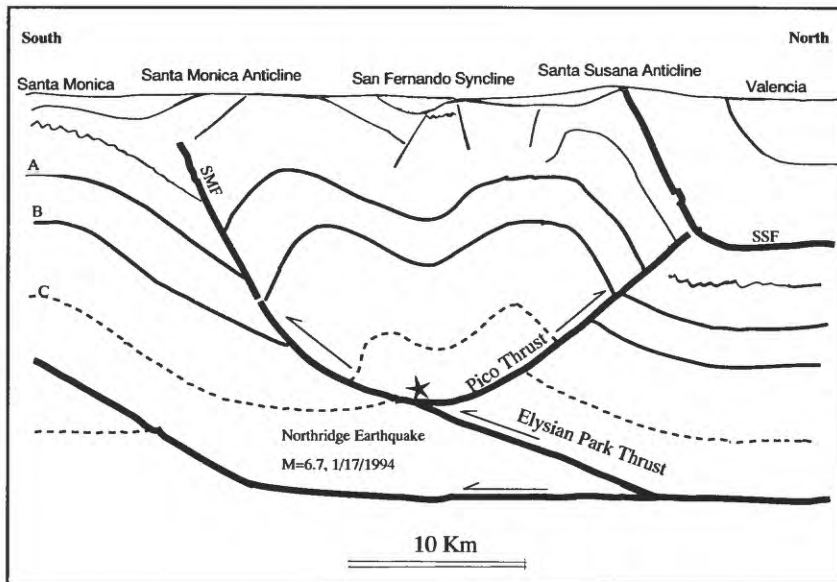 South
North
Santa Monica
Santa Monica Anticline
San Fernando Syncline
Santa Susana Anticline
Valencia
A
SMF
B
SSF
C
Pico Thrust
Elysian Park Thrust
Northridge Earthquake
M=6.7, 1/17/1994
10 Km